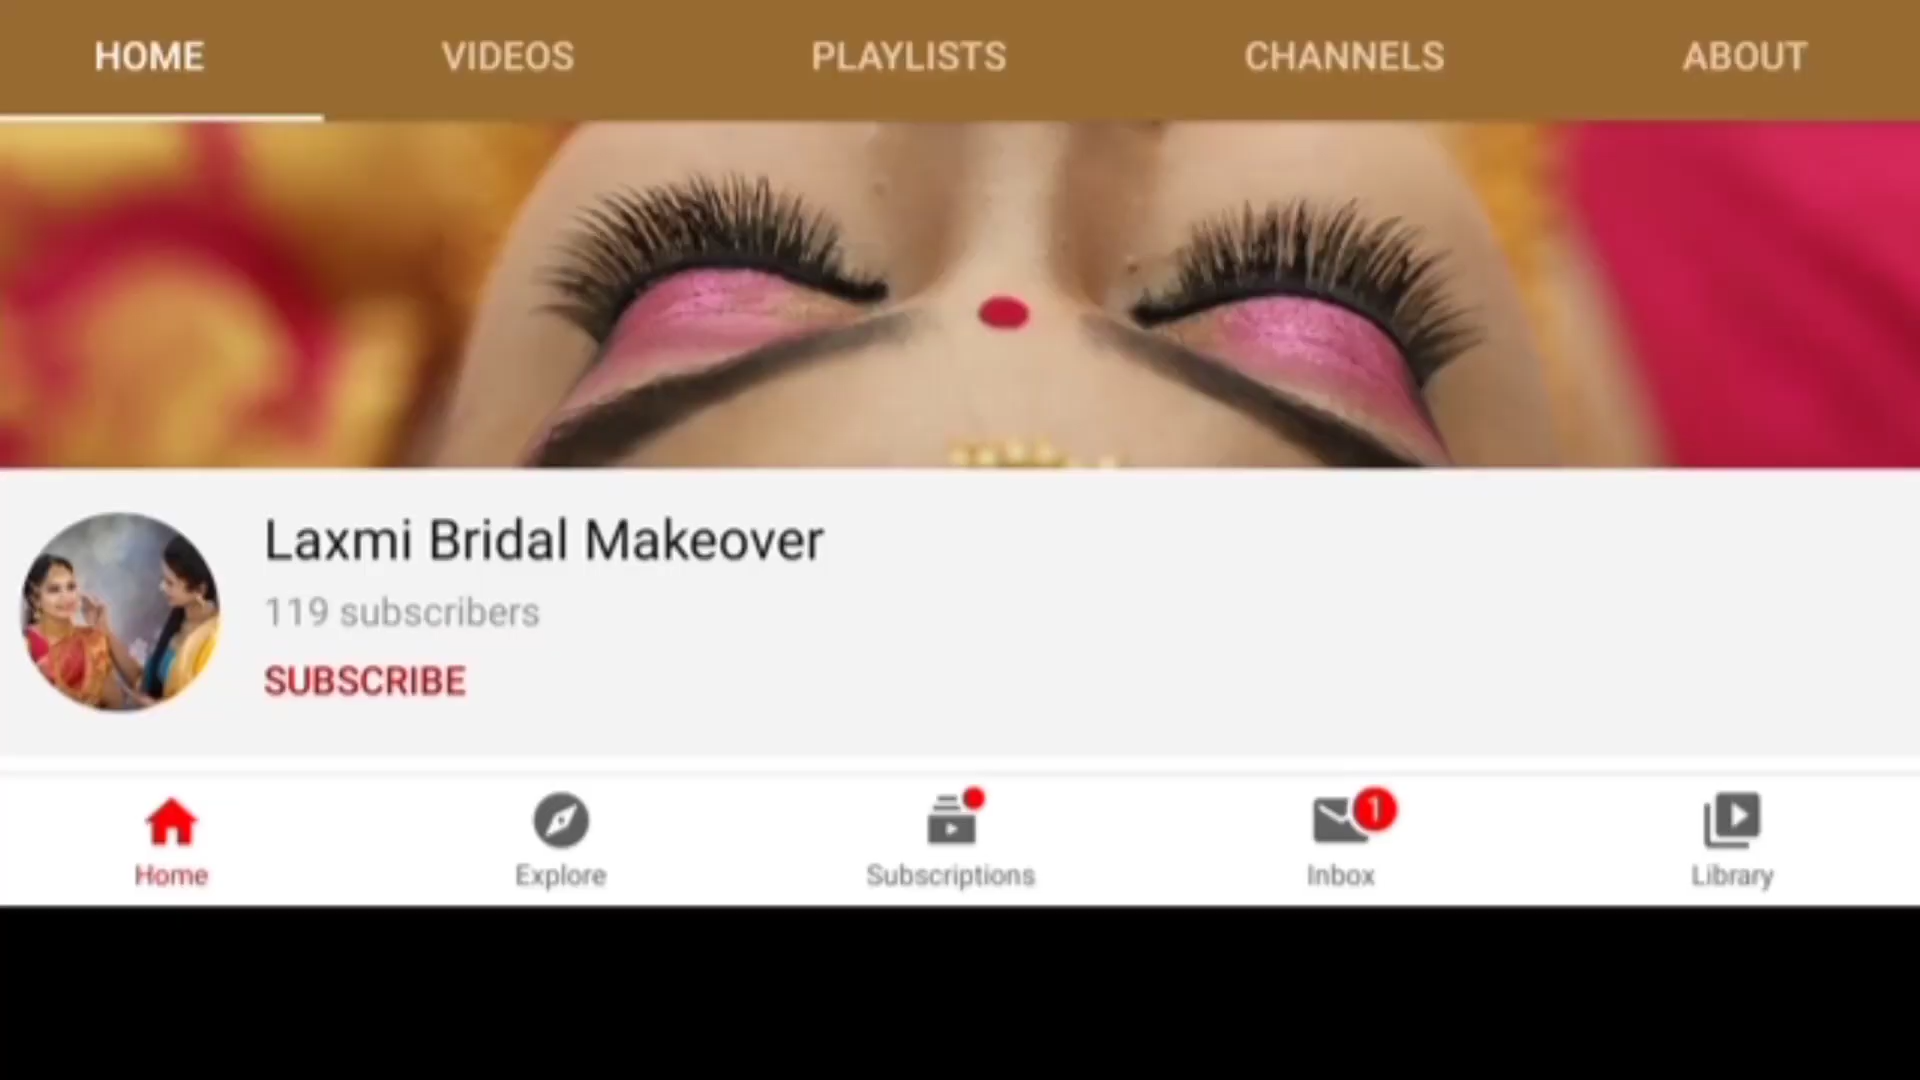 HOME VIDEOS PLAYLISTS CHANNELS ABOUT
Laxmi Bridal Makeover
119 subscribers
SUBSCRIBE
1
Home Explore Subscriptions Inbox Library